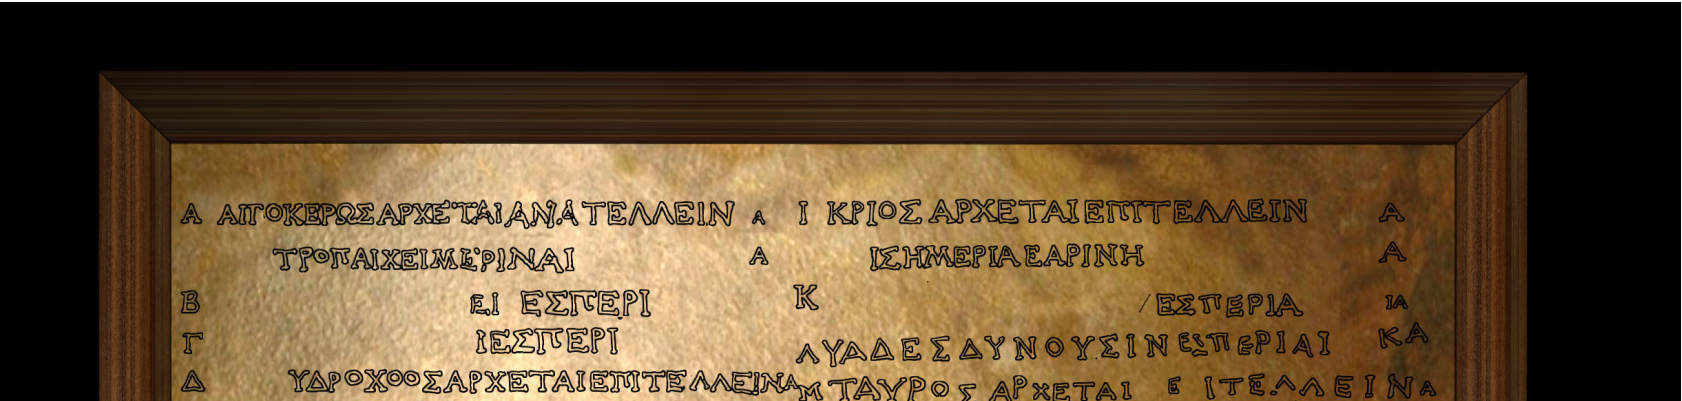 Α ΑΙΓΟΚΕΡΩΣ ΑΡΧΕΤΑΙ ΑΝΑΤΕΛΛΕΙΝ Α
ΤΡΟΠΑΙ ΧΕΙΜΕΡΙΝΑΙ Α
Β ΕΙ ΕΣΠΕΡΙ
Γ ΙΕΣΠΕΡΙ
Δ ΥΔΡΟΧΟΟΣ ΑΡΧΕΤΑΙ ΕΠΙΤΕΛΛΕΙΝ Α
Ι ΚΡΙΟΣ ΑΡΧΕΤΑΙ ΕΠΙΤΕΛΛΕΙΝ Α
ΙΣΗΜΕΡΙΑ ΕΑΡΙΝΗ Α
Κ ΕΣΠΕΡΙΑ ΙΑ
Λ ΥΑΔΕΣ ΔΥΝΟΥΣΙΝ ΕΣΠΕΡΙΑΙ ΚΑ
Μ ΤΑΥΡΟΣ ΑΡΧΕΤΑΙ Ε ΙΤΕΛΛΕΙΝ Α